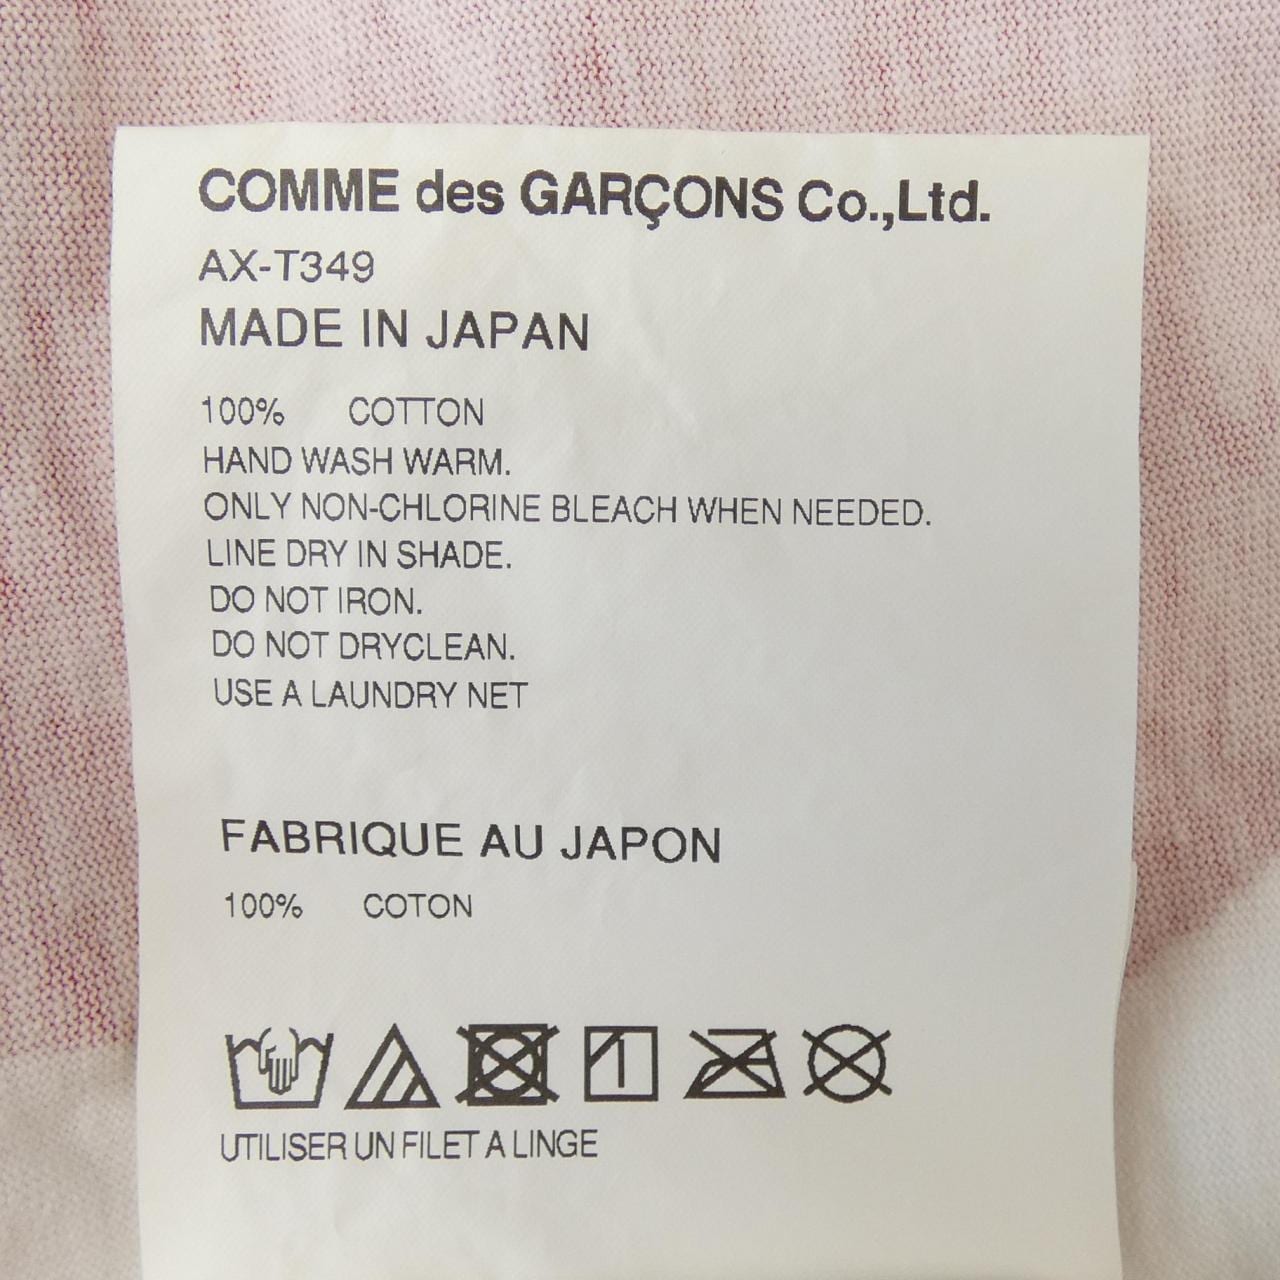 COMME des GARÇONS Co.,Ltd.
AX-T349
MADE IN JAPAN
100% COTTON
HAND WASH WARM.
ONLY NON-CHLORINE BLEACH WHEN NEEDED.
LINE DRY IN SHADE.
DO NOT IRON.
DO NOT DRYCLEAN.
USE A LAUNDRY NET
FABRIQUE AU JAPON
100% COTON
UTILISER UN FILET A LINGE